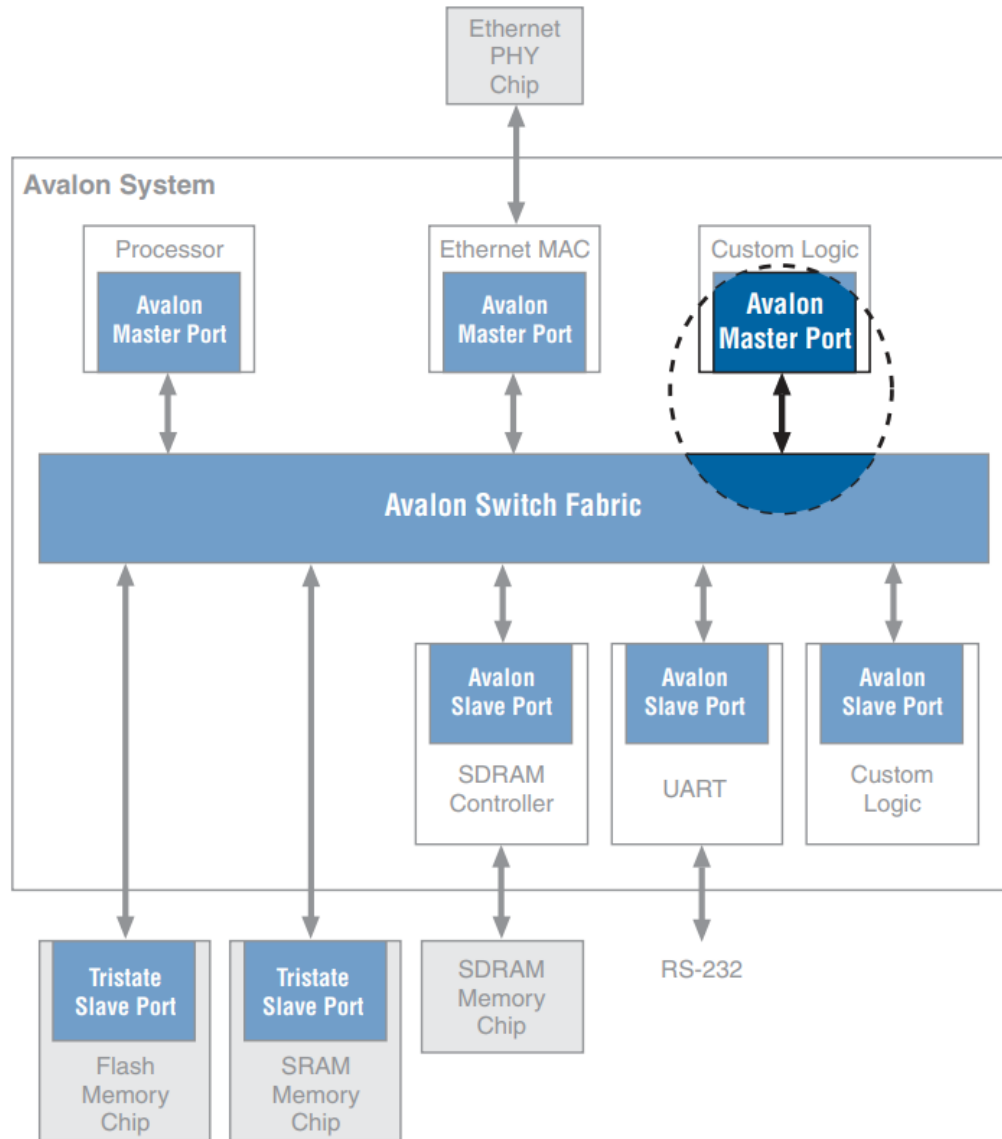 Ethernet
PHY
Chip
Avalon System
Processor
Avalon
Master Port
Ethernet MAC
Avalon
Master Port
Custom Logic
Avalon
Master Port
Avalon Switch Fabric
Avalon
Slave Port
SDRAM
Controller
Avalon
Slave Port
UART
Avalon
Slave Port
Custom
Logic
Tristate
Slave Port
Flash
Memory
Chip
Tristate
Slave Port
SRAM
Memory
Chip
SDRAM
Memory
Chip
RS-232